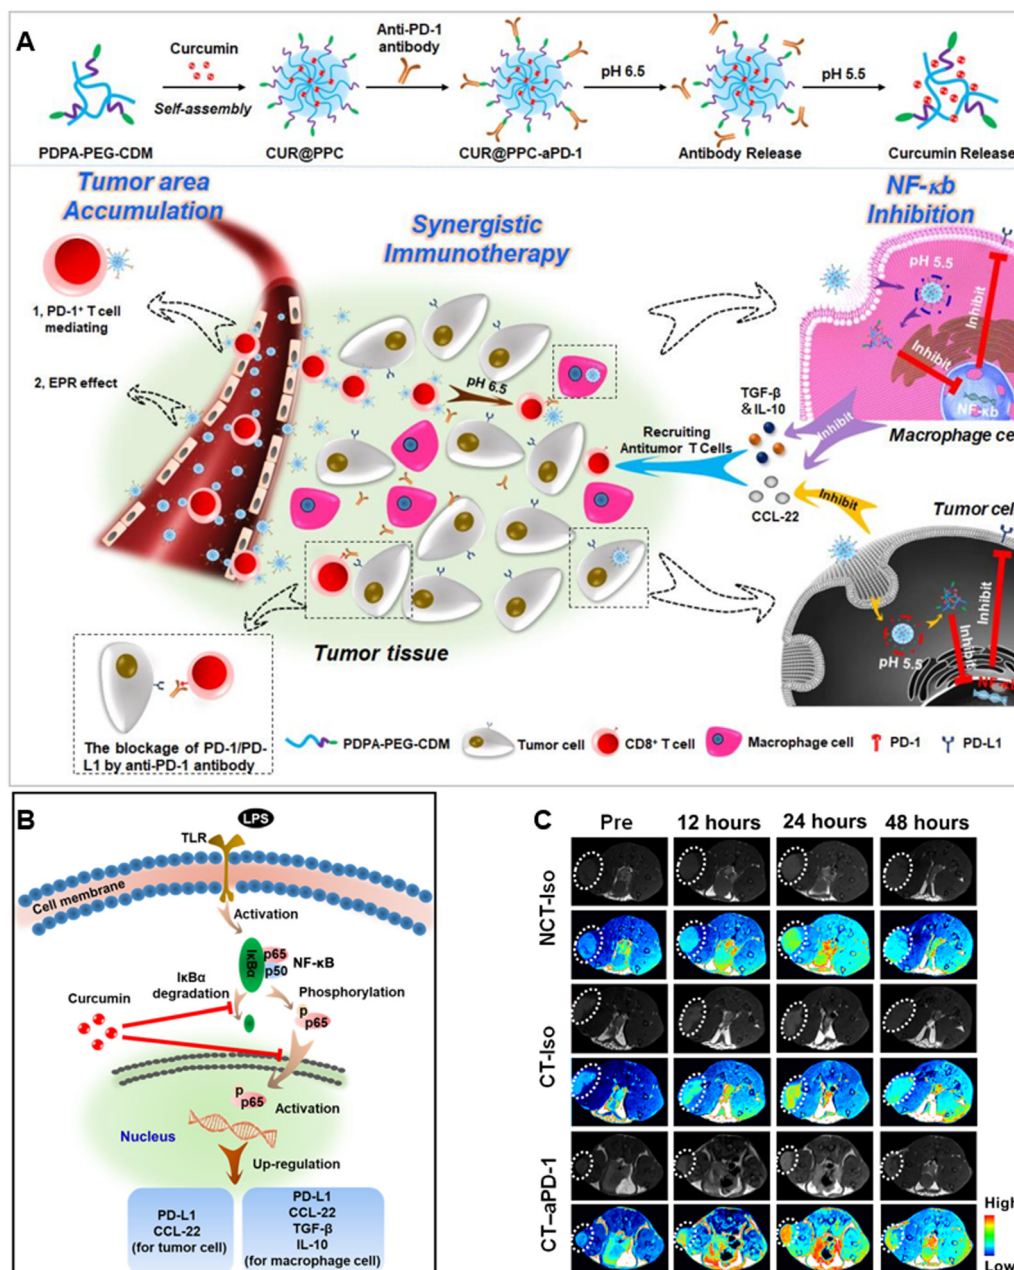 A
Curcumin
Self-assembly
Anti-PD-1
antibody
pH 6.5
pH 5.5
PDPA-PEG-CDM
CUR@PPC
CUR@PPC-aPD-1
Antibody Release
Curcumin Release
Tumor area
Accumulation
Synergistic
Immunotherapy
NF-κb
Inhibition
1, PD-1⁺ T cell
mediating
2, EPR effect
pH 6.5
pH 5.5
Inhibit
Inhibit
NF-κb
TGF-β
& IL-10
Inhibit
Macrophage ce
Recruiting
Antitumor T Cells
CCL-22
Inhibit
Tumor cel
pH 5.5
Inhibit
Inhibit
NF-κb
Tumor tissue
The blockage of PD-1/PD-
L1 by anti-PD-1 antibody
PDPA-PEG-CDM
Tumor cell
CD8⁺ T cell
Macrophage cell
PD-1
PD-L1
B
LPS
TLR
Cell membrane
Activation
IκBα
p65
p50
NF-κB
IκBα
degradation
Phosphorylation
Curcumin
p
p65
p
p65
Activation
Nucleus
Up-regulation
PD-L1
CCL-22
(for tumor cell)
PD-L1
CCL-22
TGF-β
IL-10
(for macrophage cell)
C
Pre
12 hours
24 hours
48 hours
NCT-Iso
CT-Iso
CT–aPD-1
High
Low